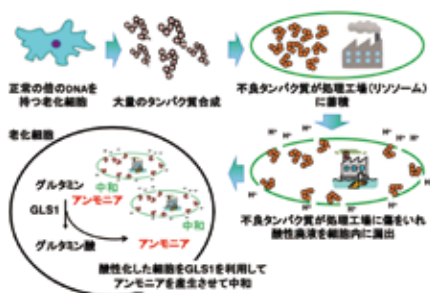 正常の倍のDNAを
持つ老化細胞
大量のタンパク質合成
不良タンパク質が処理工場(リソソーム)
に蓄積
H⁺ H⁺ H⁺ H⁺
H⁺ H⁺
H⁺ H⁺
不良タンパク質が処理工場に傷をいれ
酸性廃液を細胞内に漏出
老化細胞
中和
グルタミン
アンモニア
中和
GLS1
グルタミン酸
アンモニア
酸性化した細胞をGLS1を利用して
アンモニアを産生させて中和